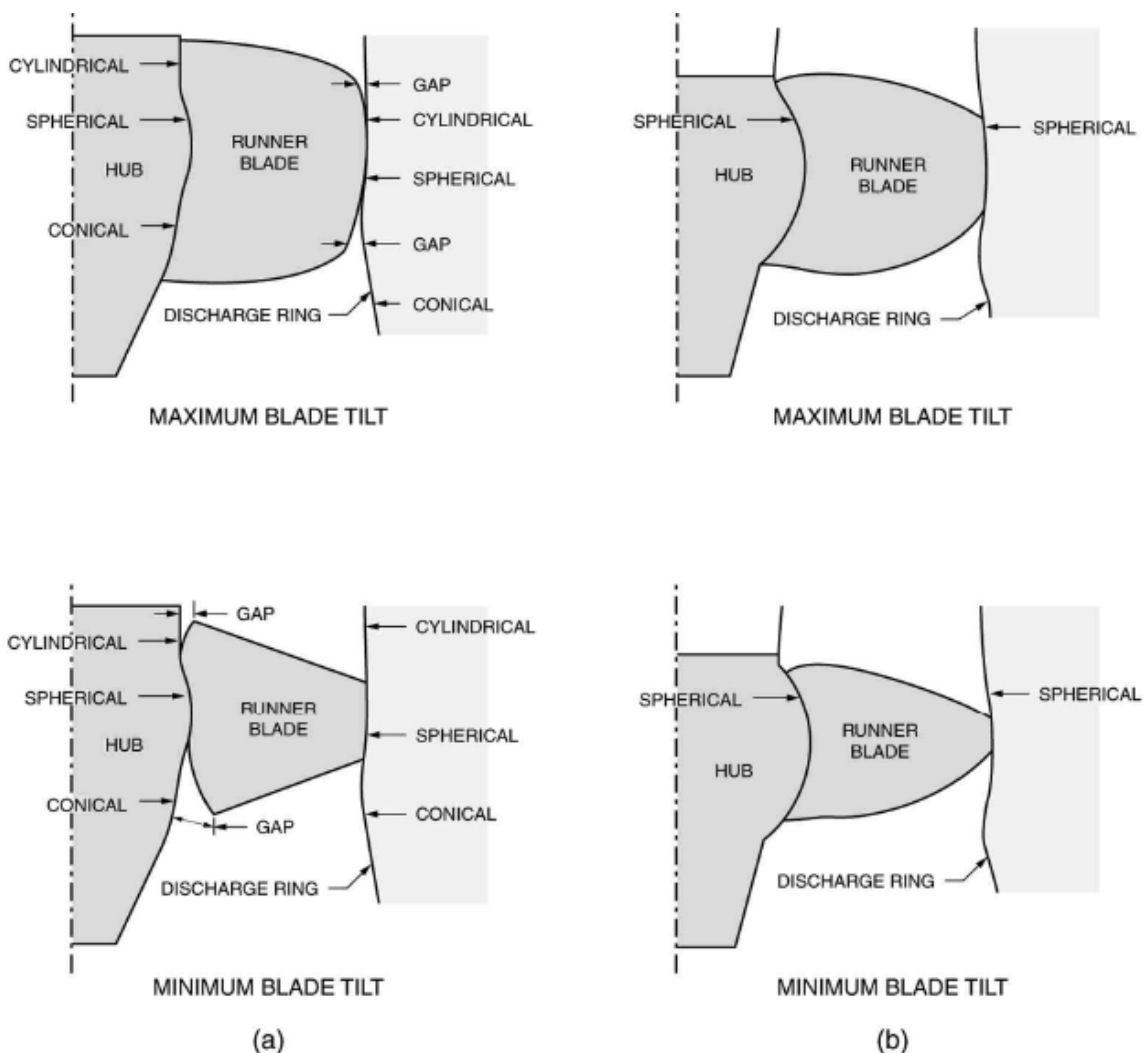 CYLINDRICAL
SPHERICAL
HUB
CONICAL
RUNNER
BLADE
GAP
CYLINDRICAL
SPHERICAL
GAP
CONICAL
DISCHARGE RING
MAXIMUM BLADE TILT
SPHERICAL
HUB
RUNNER
BLADE
SPHERICAL
DISCHARGE RING
MAXIMUM BLADE TILT
GAP
CYLINDRICAL
SPHERICAL
HUB
CONICAL
RUNNER
BLADE
GAP
CYLINDRICAL
SPHERICAL
CONICAL
DISCHARGE RING
MINIMUM BLADE TILT
(a)
SPHERICAL
HUB
RUNNER
BLADE
SPHERICAL
DISCHARGE RING
MINIMUM BLADE TILT
(b)